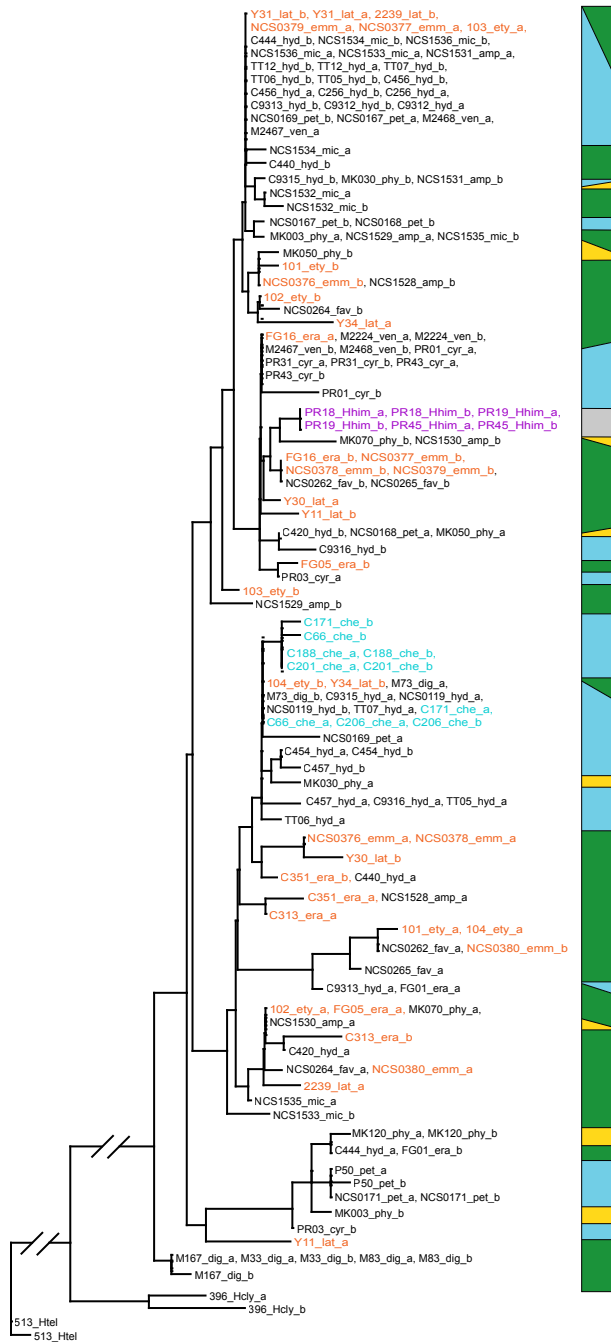 Y31_lat_b, Y31_lat_a, 2239_lat_b,
NCS0379_emm_a, NCS0377_emm_a, 103_ety_a,
C444_hyd_b, NCS1534_mic_b, NCS1536_mic_b,
NCS1536_mic_a, NCS1533_mic_a, NCS1531_amp_a,
TT12_hyd_b, TT12_hyd_a, TT07_hyd_b,
TT06_hyd_b, TT05_hyd_b, C456_hyd_b,
C456_hyd_a, C256_hyd_b, C256_hyd_a,
C9313_hyd_b, C9312_hyd_b, C9312_hyd_a
NCS0169_pet_b, NCS0167_pet_a, M2468_ven_a,
M2467_ven_a
NCS1534_mic_a
C440_hyd_b
C9315_hyd_b, MK030_phy_b, NCS1531_amp_b
NCS1532_mic_a
NCS1532_mic_b
NCS0167_pet_b, NCS0168_pet_b
MK003_phy_a, NCS1529_amp_a, NCS1535_mic_b
MK050_phy_b
101_ety_b
NCS0376_emm_b, NCS1528_amp_b
102_ety_b
NCS0264_fav_b
Y34_lat_a
FG16_era_a, M2224_ven_a, M2224_ven_b,
M2467_ven_b, M2468_ven_b, PR01_cyr_a,
PR31_cyr_a, PR31_cyr_b, PR43_cyr_a,
PR43_cyr_b
PR01_cyr_b
PR18_Hhim_a, PR18_Hhim_b, PR19_Hhim_a,
PR19_Hhim_b, PR45_Hhim_a, PR45_Hhim_b
MK070_phy_b, NCS1530_amp_b
FG16_era_b, NCS0377_emm_b,
NCS0378_emm_b, NCS0379_emm_b,
NCS0262_fav_b, NCS0265_fav_b
Y30_lat_a
Y11_lat_b
C420_hyd_b, NCS0168_pet_a, MK050_phy_a
C9316_hyd_b
FG05_era_b
PR03_cyr_a
103_ety_b
NCS1529_amp_b
C171_che_b
C66_che_b
C188_che_a, C188_che_b,
C201_che_a, C201_che_b
104_ety_b, Y34_lat_b, M73_dig_a,
M73_dig_b, C9315_hyd_a, NCS0119_hyd_a,
NCS0119_hyd_b, TT07_hyd_a, C171_che_a,
C66_che_a, C206_che_a, C206_che_b
NCS0169_pet_a
C454_hyd_a, C454_hyd_b
C457_hyd_b
MK030_phy_a
C457_hyd_a, C9316_hyd_a, TT05_hyd_a
TT06_hyd_a
NCS0376_emm_a, NCS0378_emm_a
Y30_lat_b
C351_era_b, C440_hyd_a
C351_era_a, NCS1528_amp_a
C313_era_a
101_ety_a, 104_ety_a
NCS0262_fav_a, NCS0380_emm_b
NCS0265_fav_a
C9313_hyd_a, FG01_era_a
102_ety_a, FG05_era_a, MK070_phy_a,
NCS1530_amp_a
C313_era_b
C420_hyd_a
NCS0264_fav_a, NCS0380_emm_a
2239_lat_a
NCS1535_mic_a
NCS1533_mic_b
MK120_phy_a, MK120_phy_b
C444_hyd_a, FG01_era_b
P50_pet_a
P50_pet_b
NCS0171_pet_a, NCS0171_pet_b
MK003_phy_b
PR03_cyr_b
Y11_lat_a
M167_dig_a, M33_dig_a, M33_dig_b, M83_dig_a, M83_dig_b
M167_dig_b
396_Hcly_a
396_Hcly_b
513_Htel
513_Htel